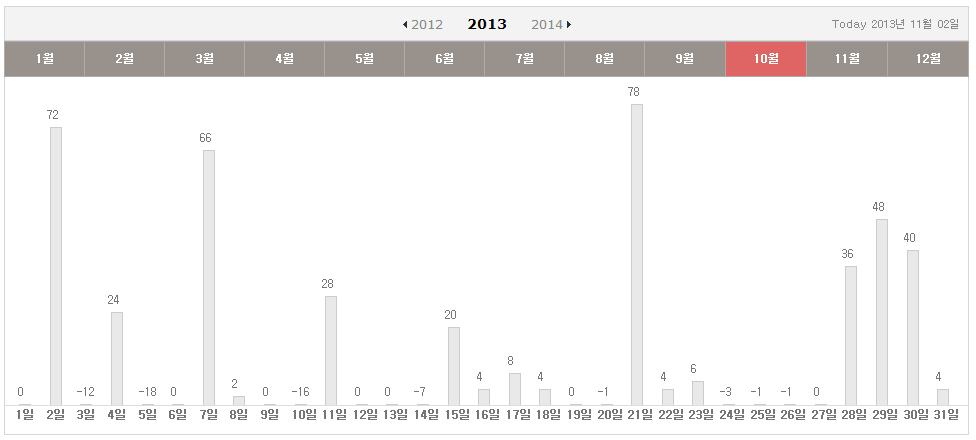 2012 2013 2014 Today 2013년 11월 02일
1월 2월 3월 4월 5월 6월 7월 8월 9월 10월 11월 12월
0 72 -12 24 -18 0 66 2 0 -16 28 0 0 -7 20 4 8 4 0 -1 78 4 6 -3 -1 -1 0 36 48 40 4
1일 2일 3일 4일 5일 6일 7일 8일 9일 10일 11일 12일 13일 14일 15일 16일 17일 18일 19일 20일 21일 22일 23일 24일 25일 26일 27일 28일 29일 30일 31일